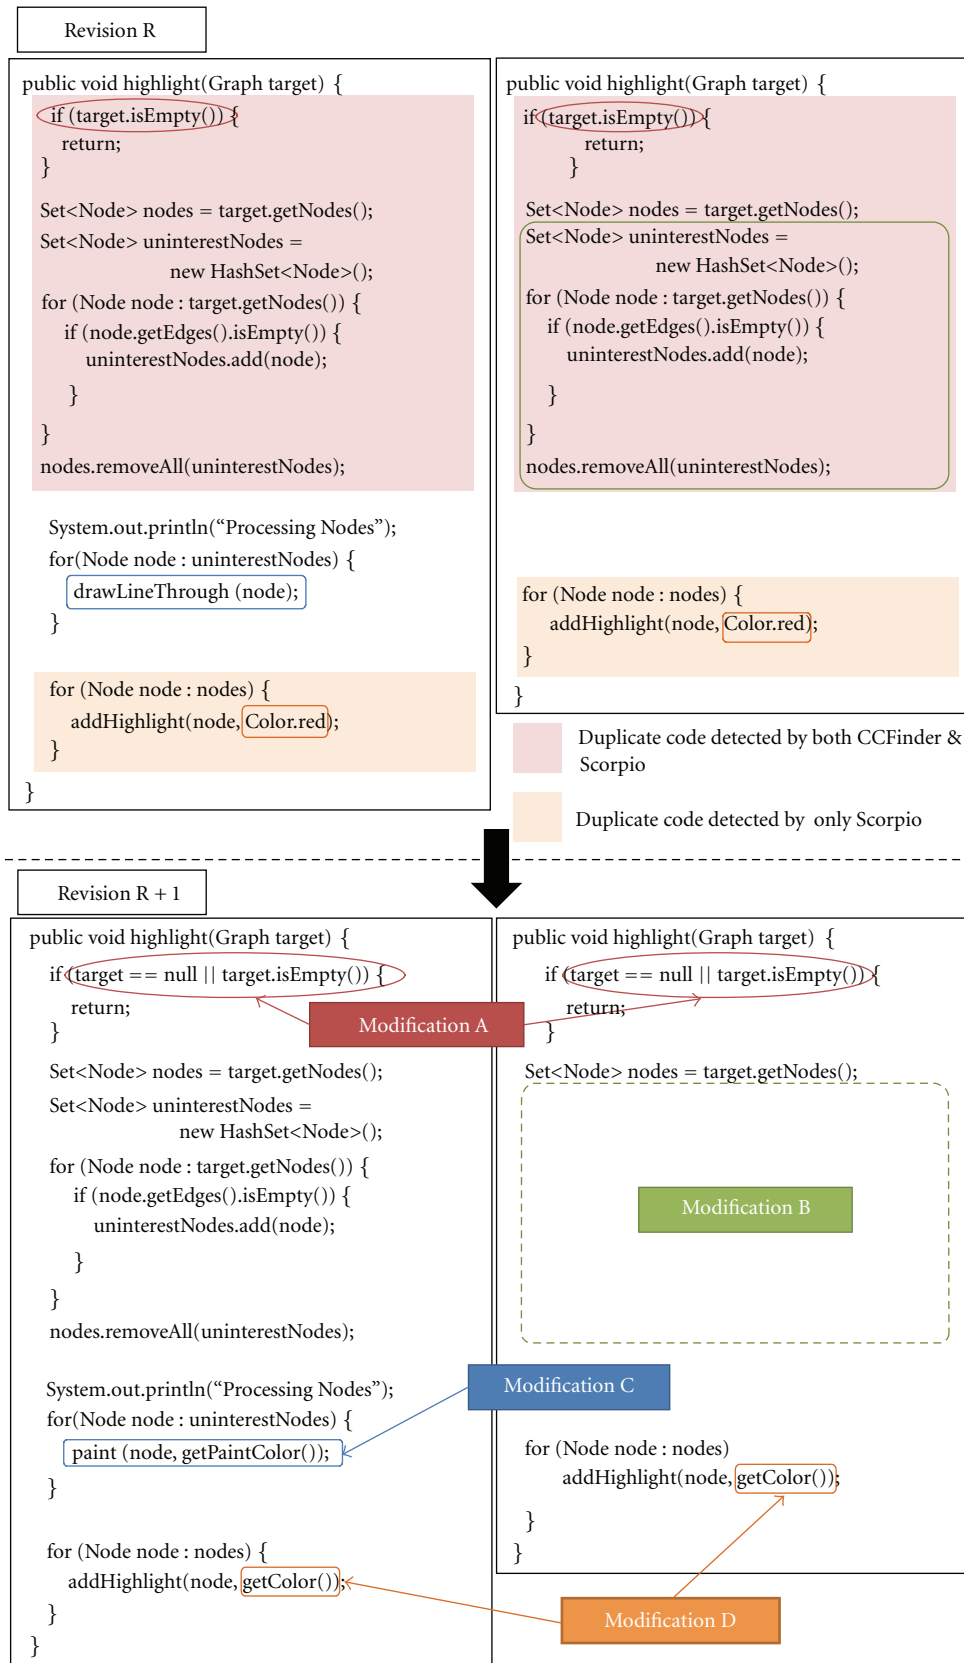 Revision R
public void highlight(Graph target) {
if (target.isEmpty()) {
return;
}
Set<Node> nodes = target.getNodes();
Set<Node> uninterestNodes =
new HashSet<Node>();
for (Node node : target.getNodes()) {
if (node.getEdges().isEmpty()) {
uninterestNodes.add(node);
}
}
nodes.removeAll(uninterestNodes);
System.out.println(“Processing Nodes”);
for(Node node : uninterestNodes) {
drawLineThrough (node);
}
for (Node node : nodes) {
addHighlight(node, Color.red);
}
}
public void highlight(Graph target) {
if (target.isEmpty()) {
return;
}
Set<Node> nodes = target.getNodes();
Set<Node> uninterestNodes =
new HashSet<Node>();
for (Node node : target.getNodes()) {
if (node.getEdges().isEmpty()) {
uninterestNodes.add(node);
}
}
nodes.removeAll(uninterestNodes);
for (Node node : nodes) {
addHighlight(node, Color.red);
}
}
Duplicate code detected by both CCFinder &
Scorpio
Duplicate code detected by only Scorpio
Revision R + 1
public void highlight(Graph target) {
if (target == null || target.isEmpty()) {
return;
}
Set<Node> nodes = target.getNodes();
Set<Node> uninterestNodes =
new HashSet<Node>();
for (Node node : target.getNodes()) {
if (node.getEdges().isEmpty()) {
uninterestNodes.add(node);
}
}
nodes.removeAll(uninterestNodes);
System.out.println(“Processing Nodes”);
for(Node node : uninterestNodes) {
paint (node, getPaintColor());
}
for (Node node : nodes) {
addHighlight(node, getColor());
}
}
public void highlight(Graph target) {
if (target == null || target.isEmpty()) {
return;
}
Set<Node> nodes = target.getNodes();
for (Node node : nodes)
addHighlight(node, getColor());
}
}
Modification A
Modification B
Modification C
Modification D